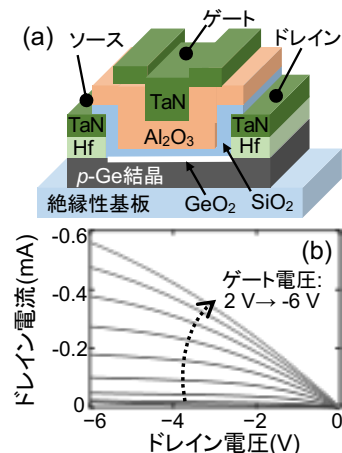 (a)
ゲート
ソース
ドレイン
TaN
TaN
TaN
Hf
Al₂O₃
Hf
p-Ge結晶
絶縁性基板
GeO₂
SiO₂
(b)
ゲート電圧:
2 V→ -6 V
ドレイン電流(mA)
-0.6
-0.4
-0.2
0
−6
−4
−2
0
ドレイン電圧(V)